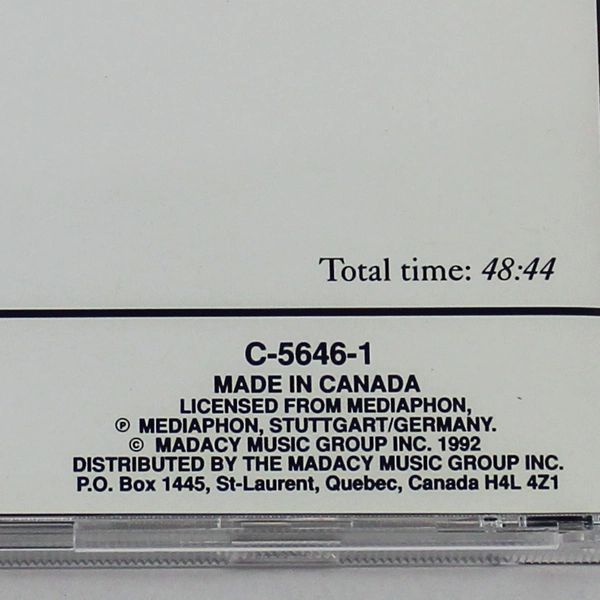 Total time: 48:44
C-5646-1
MADE IN CANADA
LICENSED FROM MEDIAPHON,
℗ MEDIAPHON, STUTTGART/GERMANY.
© MADACY MUSIC GROUP INC. 1992
DISTRIBUTED BY THE MADACY MUSIC GROUP INC.
P.O. Box 1445, St-Laurent, Quebec, Canada H4L 4Z1